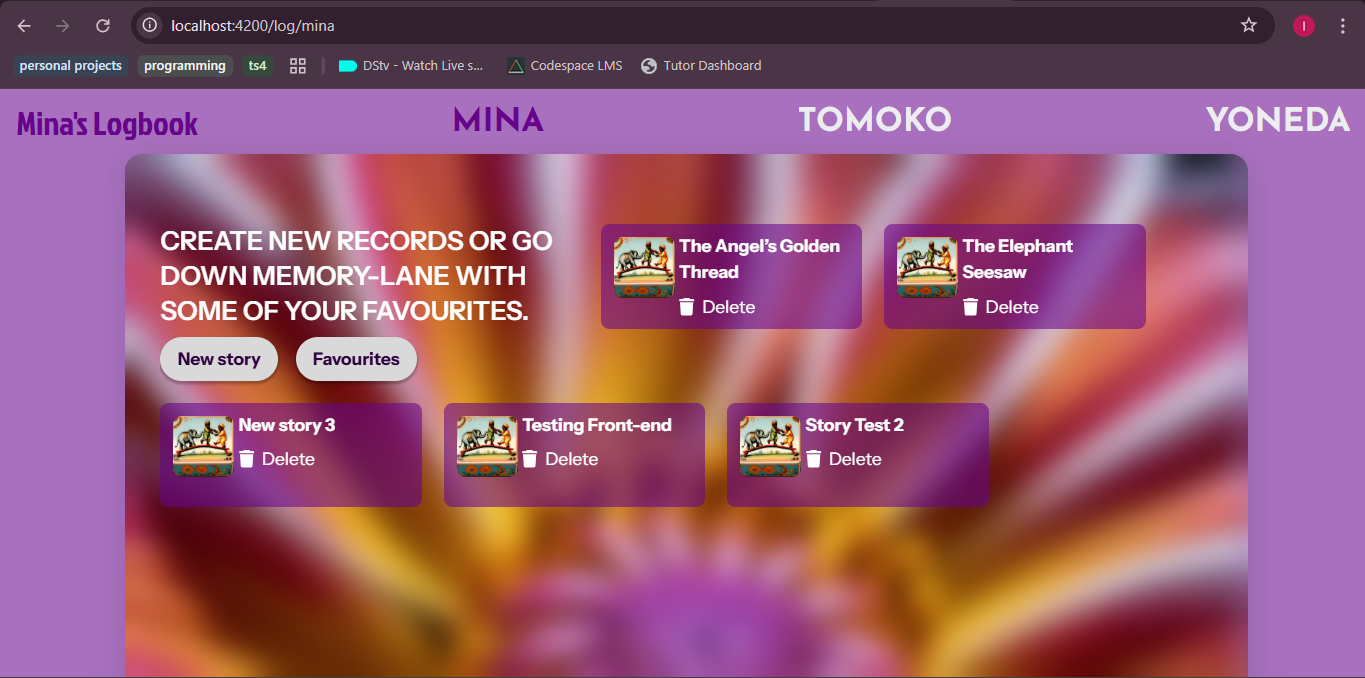 localhost:4200/log/mina
I
personal projects
programming
ts4
DStv - Watch Live s...
Codespace LMS
Tutor Dashboard
Mina's Logbook
MINA
TOMOKO
YONEDA
CREATE NEW RECORDS OR GO
DOWN MEMORY-LANE WITH
SOME OF YOUR FAVOURITES.
New story
Favourites
The Angel’s Golden
Thread
Delete
The Elephant
Seesaw
Delete
New story 3
Delete
Testing Front-end
Delete
Story Test 2
Delete